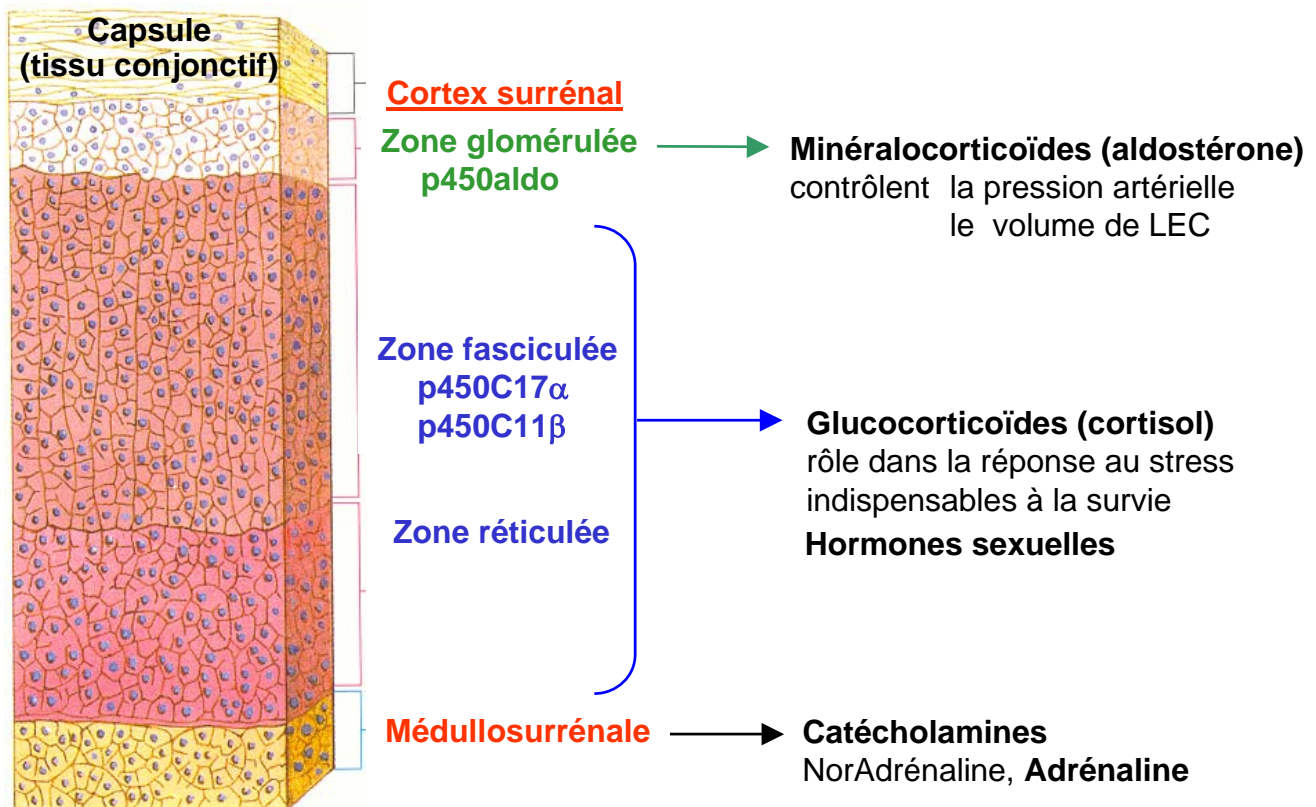 Capsule
(tissu conjonctif)
Cortex surrénal
Zone glomérulée
p450aldo
Minéralocorticoïdes (aldostérone)
contrôlent la pression artérielle
le volume de LEC
Zone fasciculée
p450C17α
p450C11β
Glucocorticoïdes (cortisol)
rôle dans la réponse au stress
indispensables à la survie
Zone réticulée
Hormones sexuelles
Médullosurrénale
Catécholamines
NorAdrénaline, Adrénaline